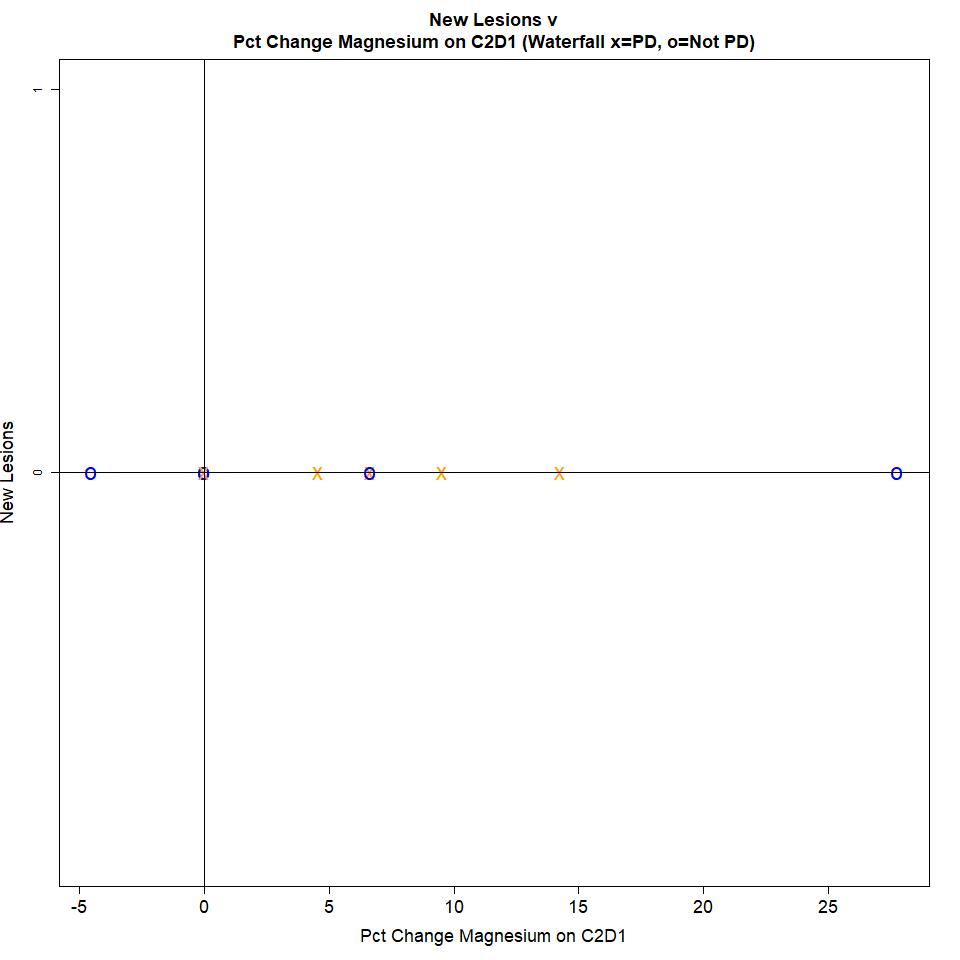 New Lesions v
Pct Change Magnesium on C2D1 (Waterfall x=PD, o=Not PD)
1
0
New Lesions
o o x x o x x o
-5 0 5 10 15 20 25
Pct Change Magnesium on C2D1